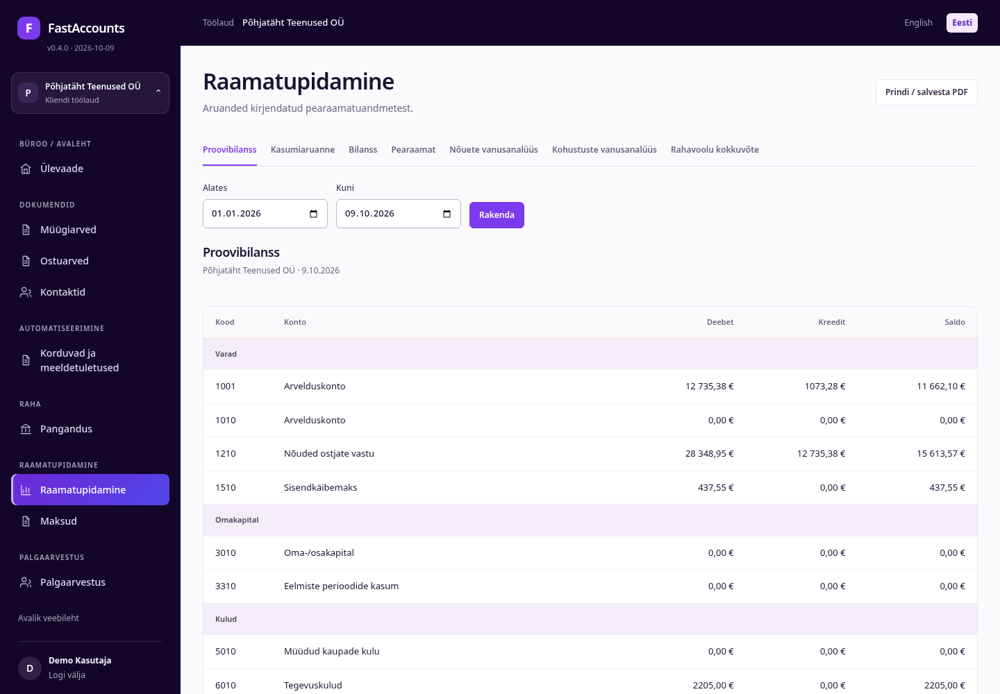 F FastAccounts
v0.4.0 · 2026-10-09
P Põhjatäht Teenused OÜ
Kliendi töölaud
BÜROO / AVALEHT
Ülevaade
DOKUMENDID
Müügiarved
Ostuarved
Kontaktid
AUTOMATISEERIMINE
Korduvad ja
meeldetuletused
RAHA
Pangandus
RAAMATUPIDAMINE
Raamatupidamine
Maksud
PALGAARVESTUS
Palgaarvestus
Avalik veebileht
D Demo Kasutaja
Logi välja
Töölaud Põhjatäht Teenused OÜ English Eesti
Raamatupidamine
Aruanded kirjendatud pearaamatuandmetest.
Prindi / salvesta PDF
Proovibilanss Kasumiaruanne Bilanss Pearaamat Nõuete vanusanalüüs Kohustuste vanusanalüüs Rahavoolu kokkuvõte
Alates Kuni
01.01.2026 09.10.2026 Rakenda
Proovibilanss
Põhjatäht Teenused OÜ · 9.10.2026
Kood Konto Deebet Kreedit Saldo
Varad
1001 Arvelduskonto 12 735,38 € 1073,28 € 11 662,10 €
1010 Arvelduskonto 0,00 € 0,00 € 0,00 €
1210 Nõuded ostjate vastu 28 348,95 € 12 735,38 € 15 613,57 €
1510 Sisendkäibemaks 437,55 € 0,00 € 437,55 €
Omakapital
3010 Oma-/osakapital 0,00 € 0,00 € 0,00 €
3310 Eelmiste perioodide kasum 0,00 € 0,00 € 0,00 €
Kulud
5010 Müüdud kaupade kulu 0,00 € 0,00 € 0,00 €
6010 Tegevuskulud 2205,00 € 0,00 € 2205,00 €